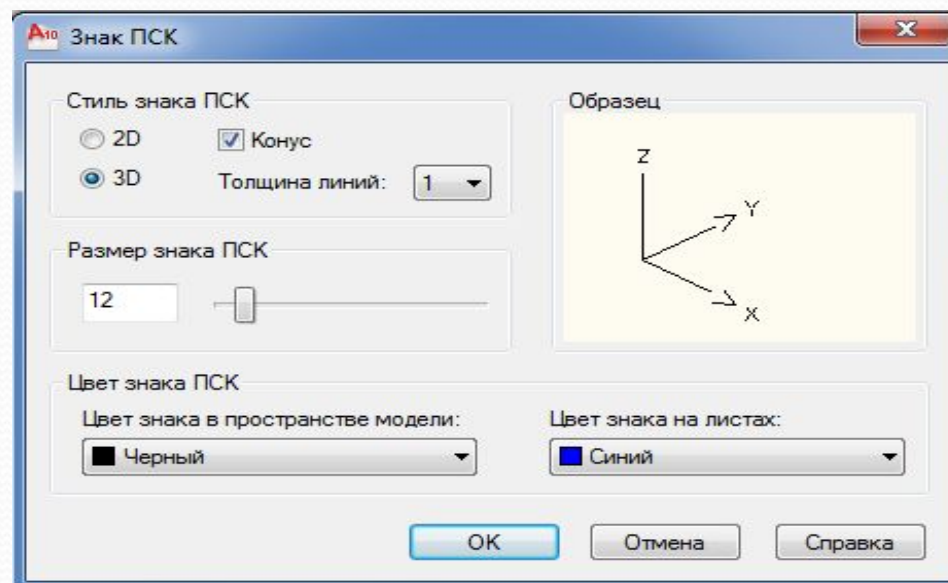 A10 Знак ПСК
Стиль знака ПСК
2D
Конус
3D
Толщина линий: 1
Образец
Z
Y
X
Размер знака ПСК
12
Цвет знака ПСК
Цвет знака в пространстве модели:
Черный
Цвет знака на листах:
Синий
OK
Отмена
Справка